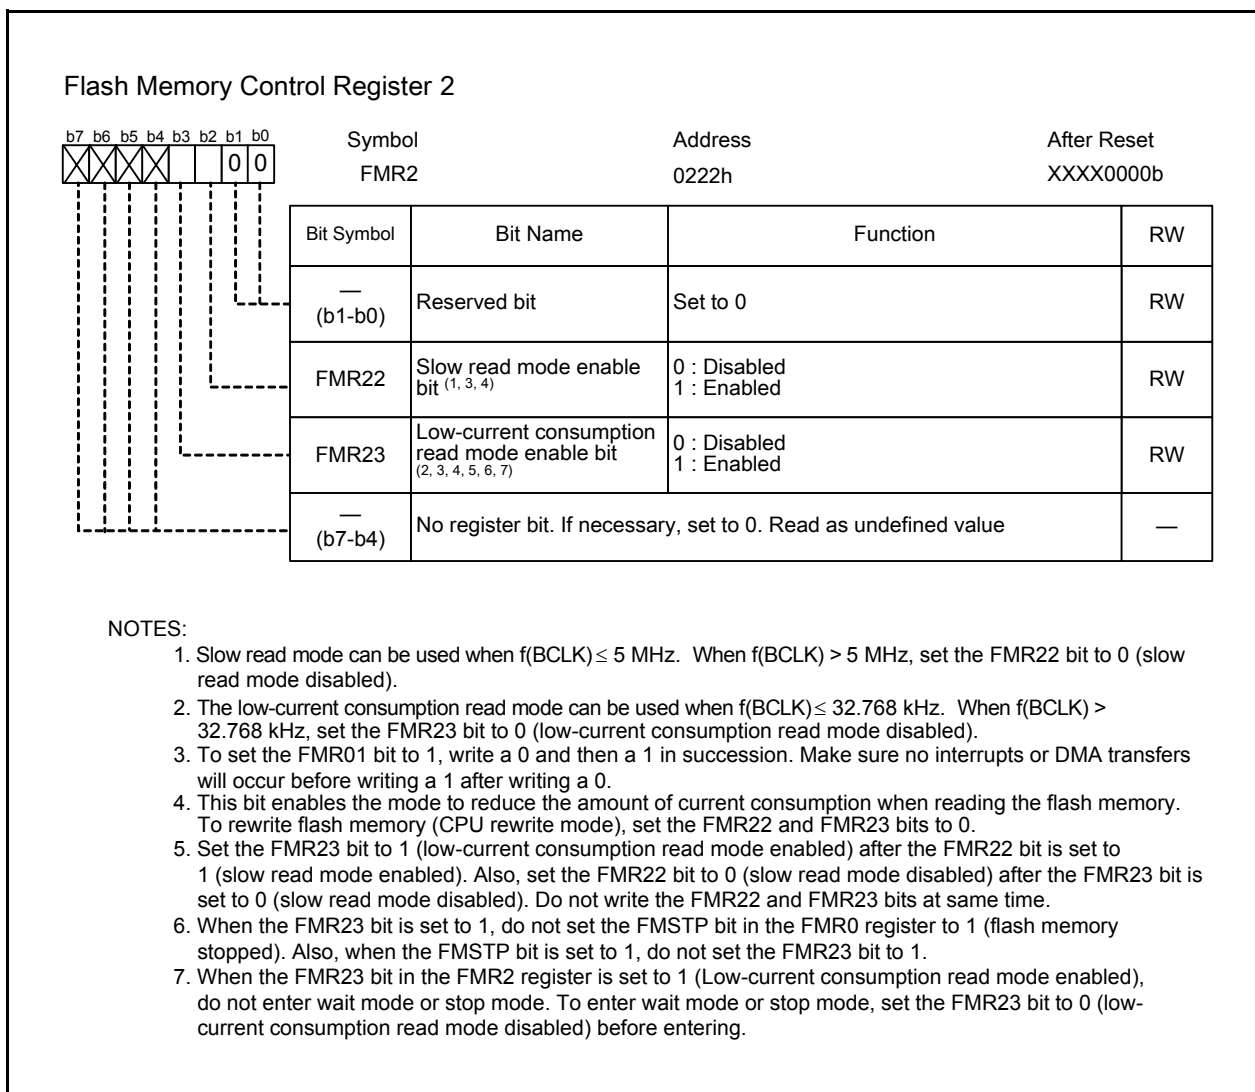 Flash Memory Control Register 2
b7 b6 b5 b4 b3 b2 b1 b0
Symbol Address After Reset
0 0
FMR2 0222h XXXX0000b
Bit Symbol Bit Name Function RW
—
(b1-b0)
Reserved bit Set to 0 RW
FMR22
Slow read mode enable
bit (1, 3, 4)
0 : Disabled
1 : Enabled
RW
FMR23
Low-current consumption
read mode enable bit
(2, 3, 4, 5, 6, 7)
0 : Disabled
1 : Enabled
RW
—
(b7-b4)
No register bit. If necessary, set to 0. Read as undefined value —
NOTES:
1. Slow read mode can be used when f(BCLK) ≤ 5 MHz. When f(BCLK) > 5 MHz, set the FMR22 bit to 0 (slow
read mode disabled).
2. The low-current consumption read mode can be used when f(BCLK) ≤ 32.768 kHz. When f(BCLK) >
32.768 kHz, set the FMR23 bit to 0 (low-current consumption read mode disabled).
3. To set the FMR01 bit to 1, write a 0 and then a 1 in succession. Make sure no interrupts or DMA transfers
will occur before writing a 1 after writing a 0.
4. This bit enables the mode to reduce the amount of current consumption when reading the flash memory.
To rewrite flash memory (CPU rewrite mode), set the FMR22 and FMR23 bits to 0.
5. Set the FMR23 bit to 1 (low-current consumption read mode enabled) after the FMR22 bit is set to
1 (slow read mode enabled). Also, set the FMR22 bit to 0 (slow read mode disabled) after the FMR23 bit is
set to 0 (slow read mode disabled). Do not write the FMR22 and FMR23 bits at same time.
6. When the FMR23 bit is set to 1, do not set the FMSTP bit in the FMR0 register to 1 (flash memory
stopped). Also, when the FMSTP bit is set to 1, do not set the FMR23 bit to 1.
7. When the FMR23 bit in the FMR2 register is set to 1 (Low-current consumption read mode enabled),
do not enter wait mode or stop mode. To enter wait mode or stop mode, set the FMR23 bit to 0 (low-
current consumption read mode disabled) before entering.